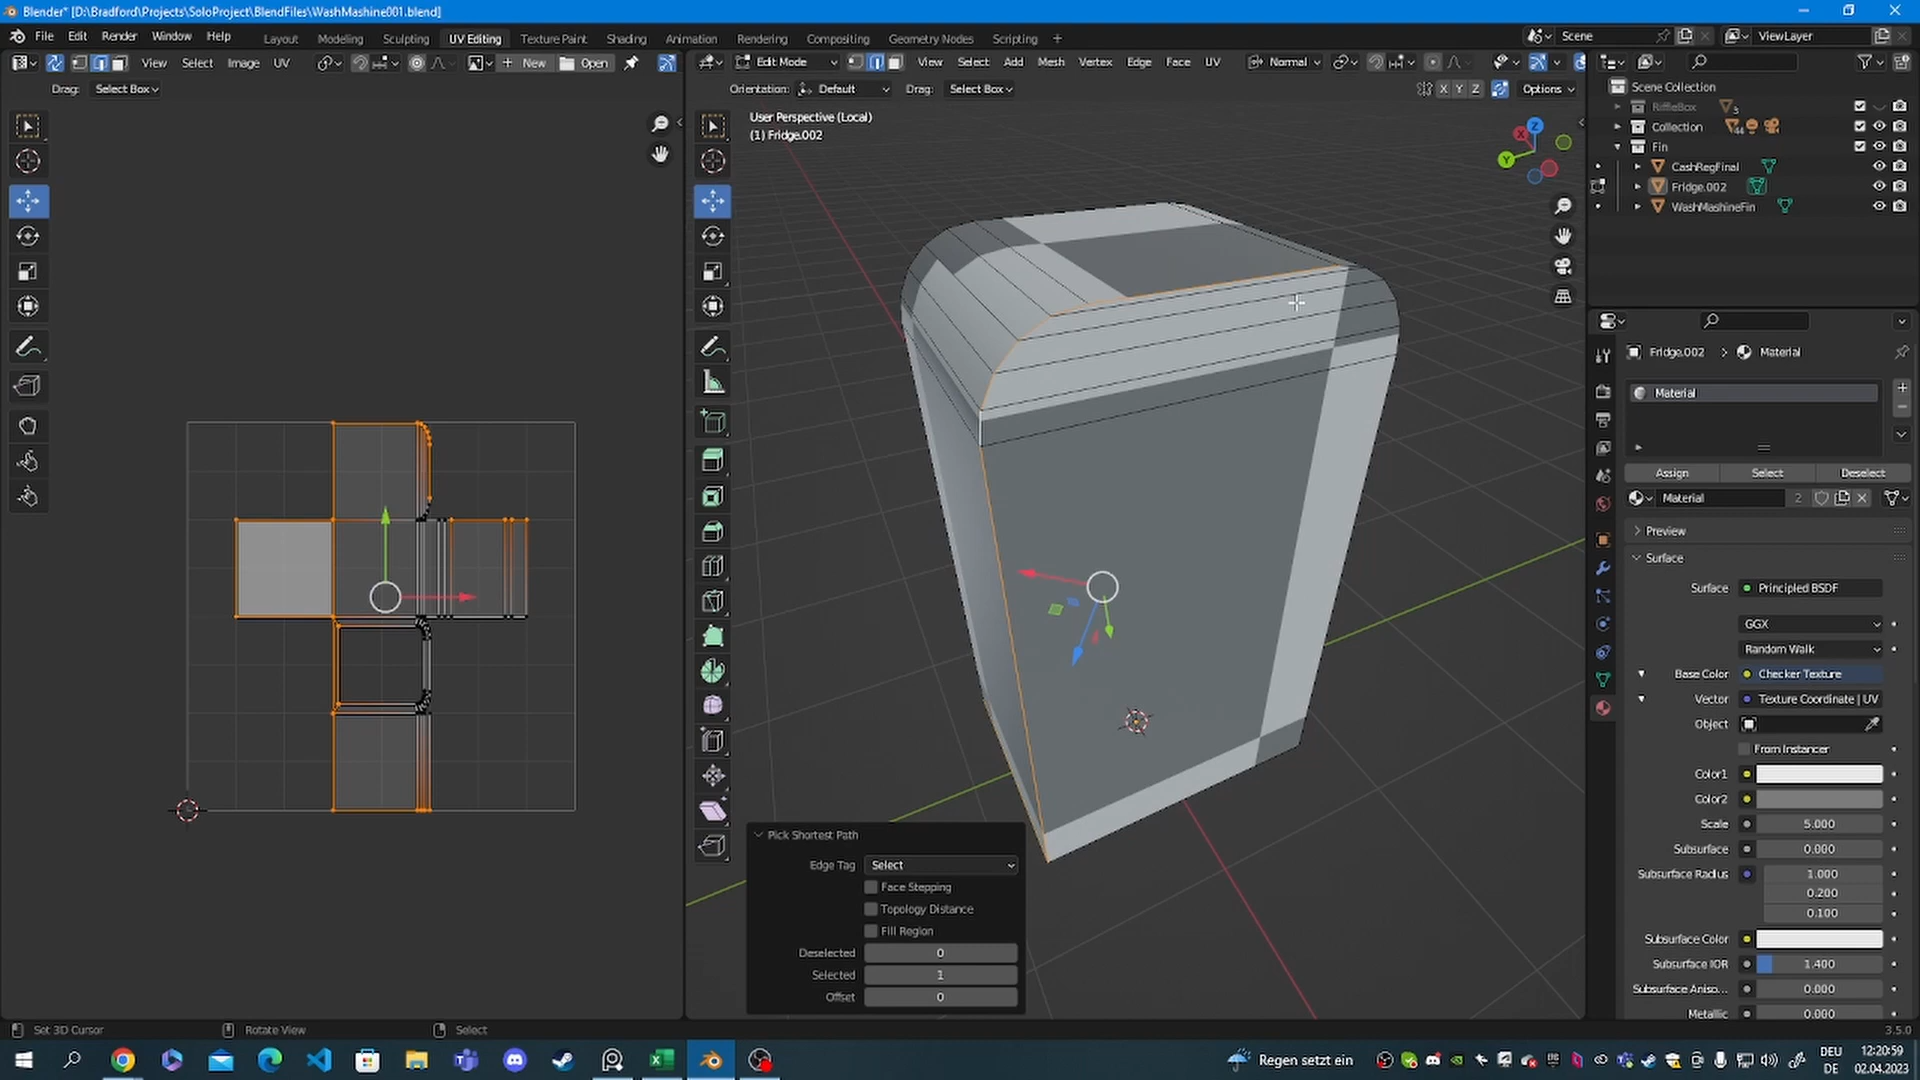 Blender* [D:\Bradford\Projects\SoloProject\BlendFiles\WashMashine001.blend]
File Edit Render Window Help
Layout Modeling Sculpting UV Editing Texture Paint Shading Animation Rendering Compositing Geometry Nodes Scripting +
Scene
ViewLayer
View Select Image UV
New
Open
Drag: Select Box
Edit Mode
View Select Add Mesh Vertex Edge Face UV
Normal
Orientation: Default Drag: Select Box
X Y Z
Options
User Perspective (Local)
(1) Fridge.002
Z
X
Y
Scene Collection
RiffleBox 3
Collection 44
Fin
CashRegFinal
Fridge.002
WashMashineFin
Fridge.002 > Material
Material
Assign Select Deselect
Material 2
Preview
Surface
Surface Principled BSDF
GGX
Random Walk
Base Color Checker Texture
Vector Texture Coordinate | UV
Object
From Instancer
Color1
Color2
Scale 5.000
Subsurface 0.000
Subsurface Radius 1.000
0.200
0.100
Subsurface Color
Subsurface IOR 1.400
Subsurface Aniso... 0.000
Metallic 0.000
Pick Shortest Path
Edge Tag Select
Face Stepping
Topology Distance
Fill Region
Deselected 0
Selected 1
Offset 0
Set 3D Cursor Rotate View Select
3.5.0
Regen setzt ein
DEU
DE
12:20:59
02.04.2023